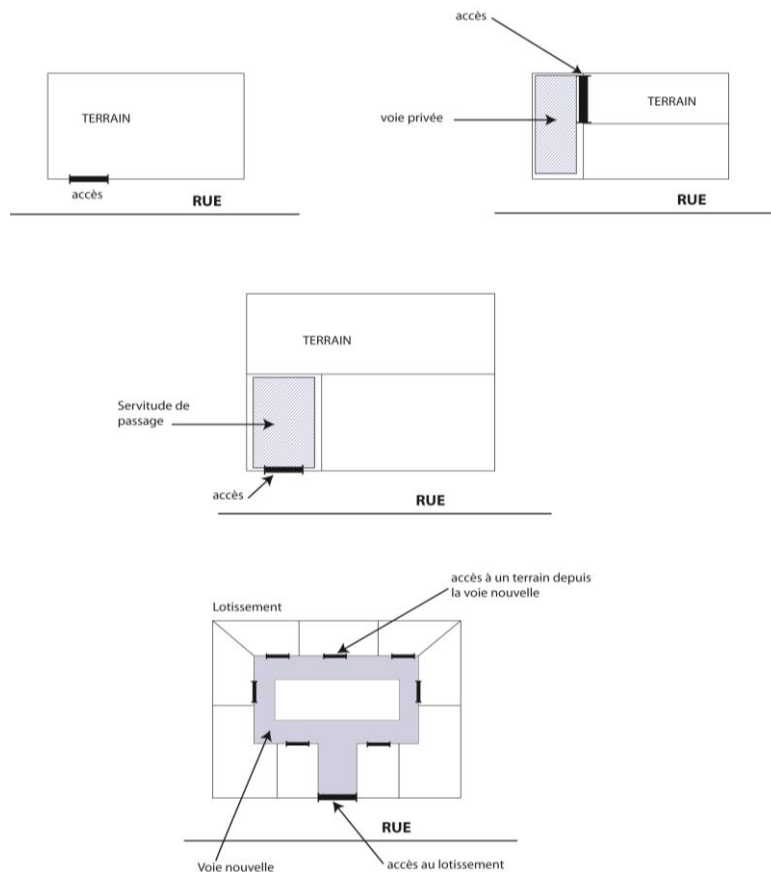 TERRAIN
accès
RUE
accès
voie privée
TERRAIN
RUE
TERRAIN
Servitude de
passage
accès
RUE
accès à un terrain depuis
la voie nouvelle
Lotissement
RUE
Voie nouvelle
accès au lotissement